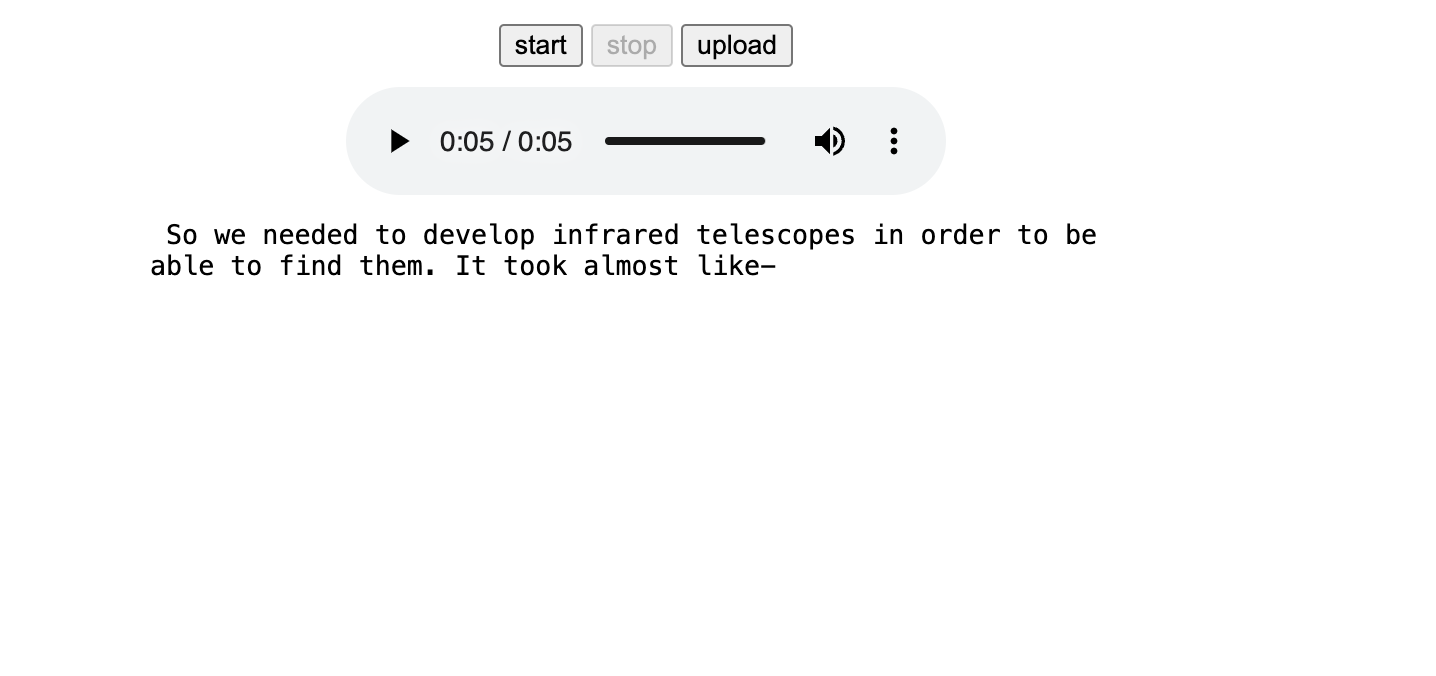 start stop upload
0:05 / 0:05
So we needed to develop infrared telescopes in order to be
able to find them. It took almost like—